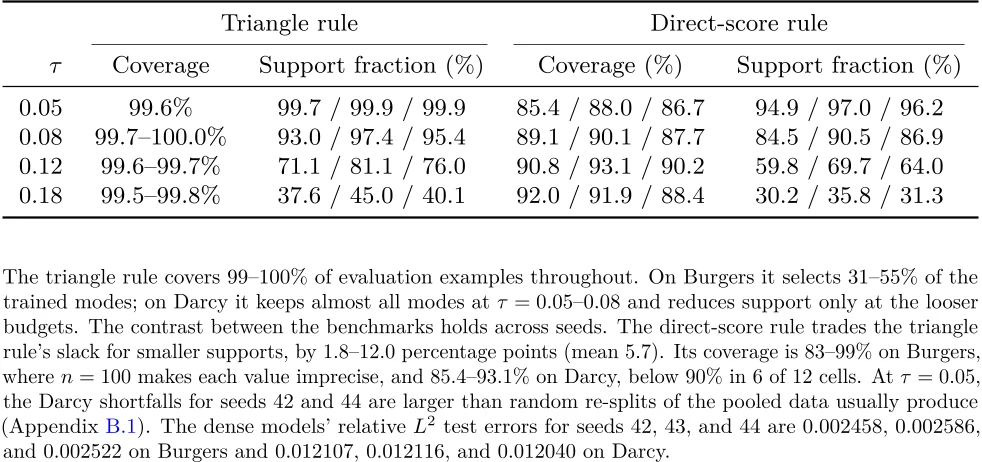 Triangle rule Direct-score rule
τ Coverage Support fraction (%) Coverage (%) Support fraction (%)
0.05 99.6% 99.7 / 99.9 / 99.9 85.4 / 88.0 / 86.7 94.9 / 97.0 / 96.2
0.08 99.7–100.0% 93.0 / 97.4 / 95.4 89.1 / 90.1 / 87.7 84.5 / 90.5 / 86.9
0.12 99.6–99.7% 71.1 / 81.1 / 76.0 90.8 / 93.1 / 90.2 59.8 / 69.7 / 64.0
0.18 99.5–99.8% 37.6 / 45.0 / 40.1 92.0 / 91.9 / 88.4 30.2 / 35.8 / 31.3
The triangle rule covers 99–100% of evaluation examples throughout. On Burgers it selects 31–55% of the
trained modes; on Darcy it keeps almost all modes at τ = 0.05–0.08 and reduces support only at the looser
budgets. The contrast between the benchmarks holds across seeds. The direct-score rule trades the triangle
rule's slack for smaller supports, by 1.8–12.0 percentage points (mean 5.7). Its coverage is 83–99% on Burgers,
where n = 100 makes each value imprecise, and 85.4–93.1% on Darcy, below 90% in 6 of 12 cells. At τ = 0.05,
the Darcy shortfalls for seeds 42 and 44 are larger than random re-splits of the pooled data usually produce
(Appendix B.1). The dense models' relative L² test errors for seeds 42, 43, and 44 are 0.002458, 0.002586,
and 0.002522 on Burgers and 0.012107, 0.012116, and 0.012040 on Darcy.